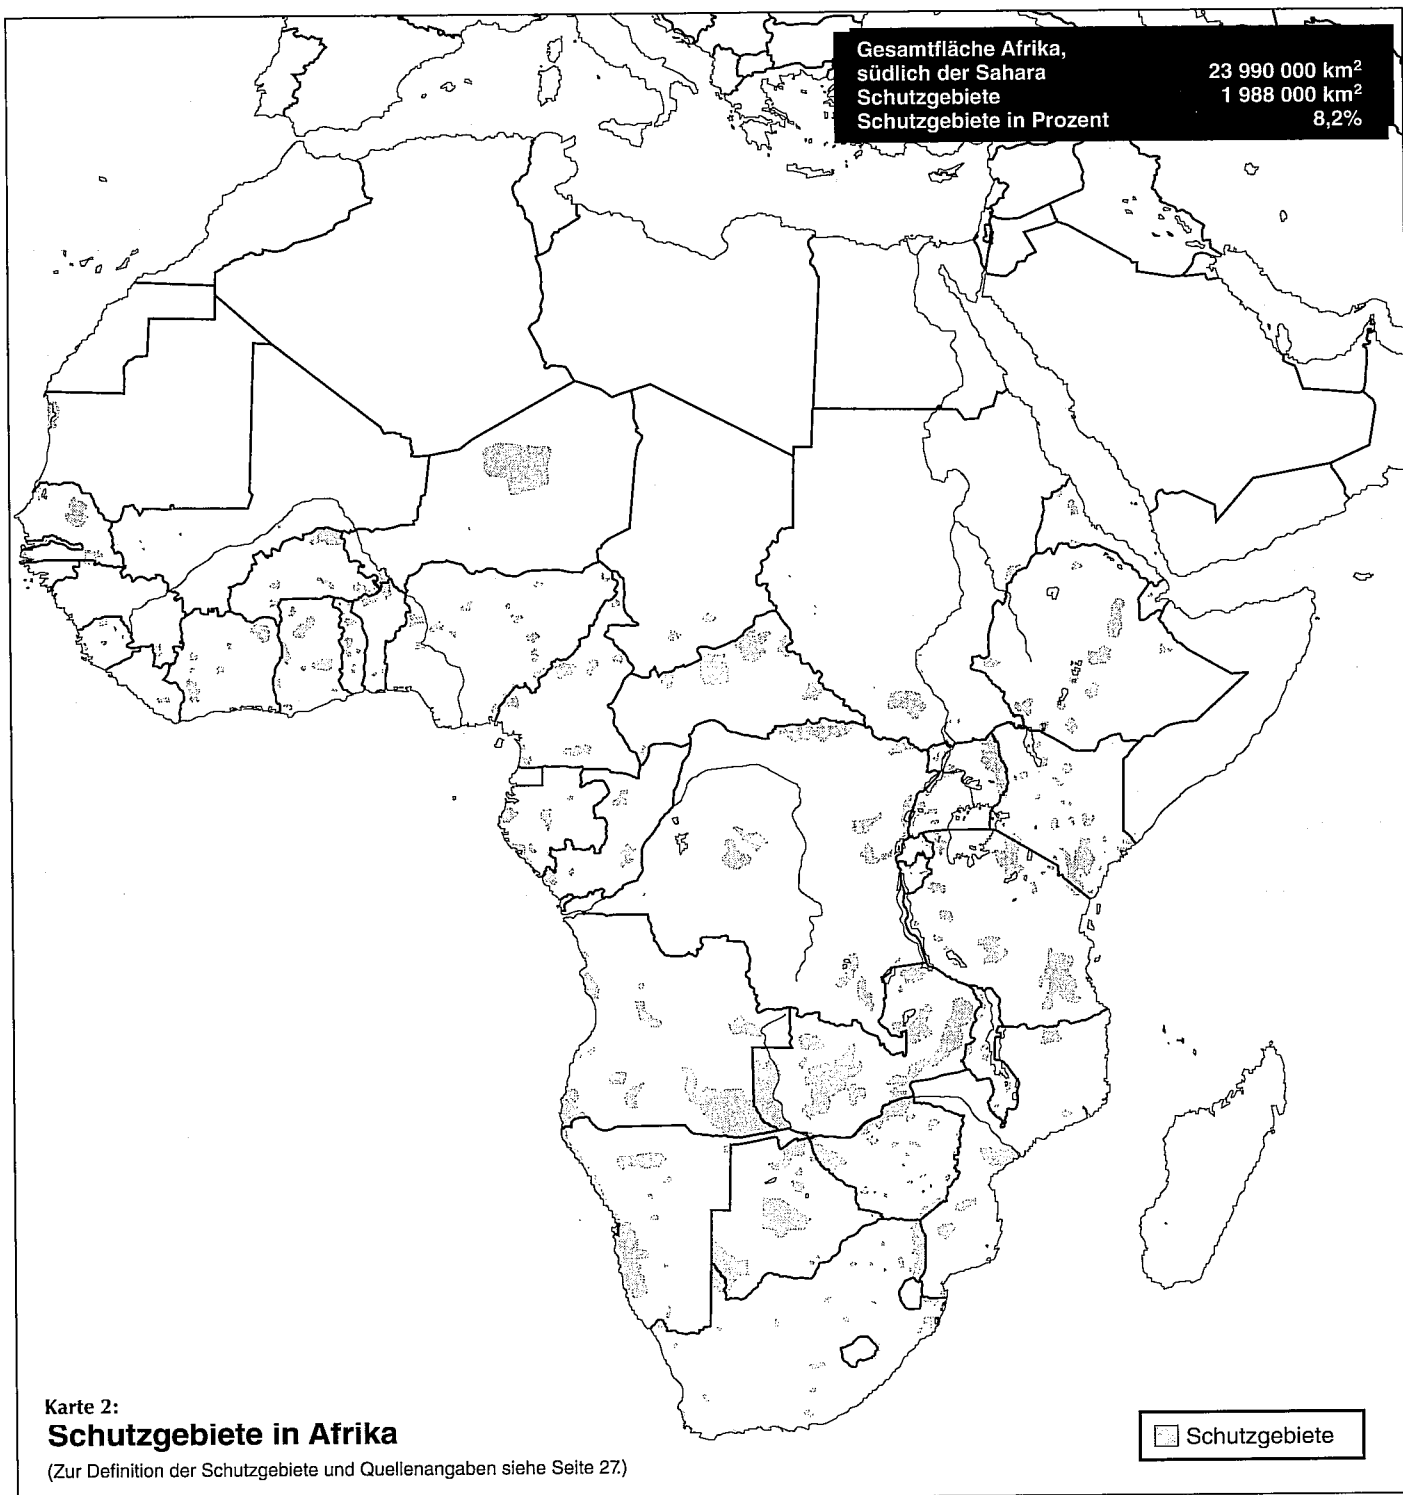 Gesamtfläche Afrika,
südlich der Sahara 23 990 000 km²
Schutzgebiete 1 988 000 km²
Schutzgebiete in Prozent 8,2%
Karte 2:
Schutzgebiete in Afrika
(Zur Definition der Schutzgebiete und Quellenangaben siehe Seite 27.)
Schutzgebiete